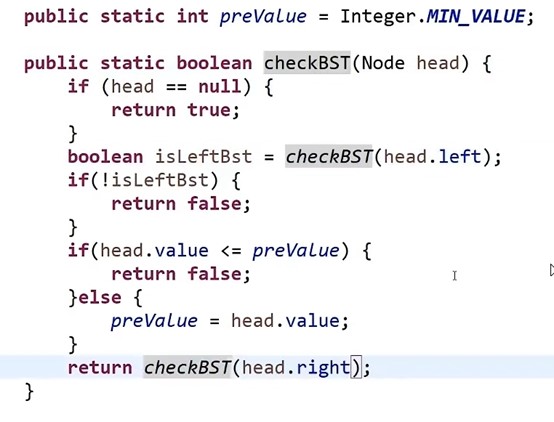 public static int preValue = Integer.MIN_VALUE;
public static boolean checkBST(Node head) {
if (head == null) {
return true;
}
boolean isLeftBst = checkBST(head.left);
if(!isLeftBst) {
return false;
}
if(head.value <= preValue) {
return false;
}else {
preValue = head.value;
}
return checkBST(head.right);
}